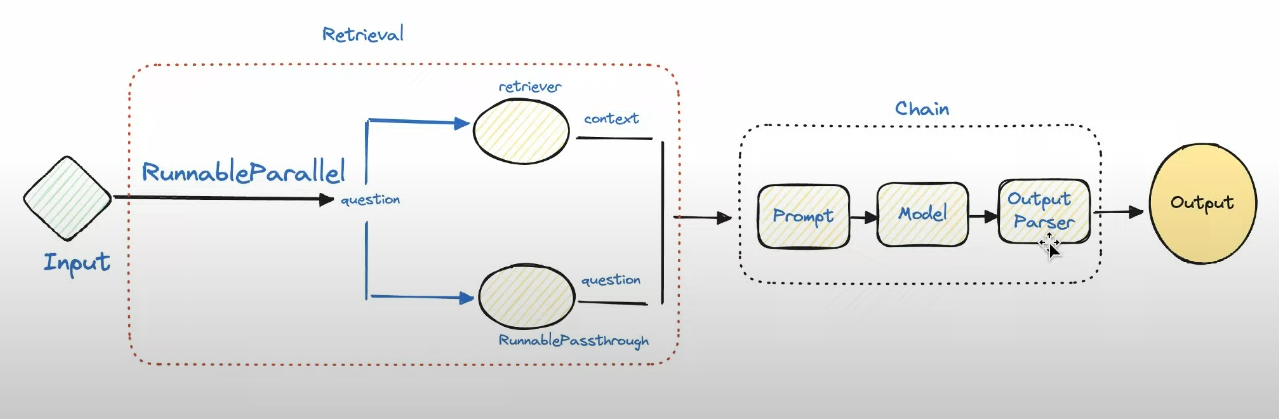 Retrieval
retriever
context
Chain
RunnableParallel
question
Prompt
Model
Output
Parser
Output
Input
question
RunnablePassthrough